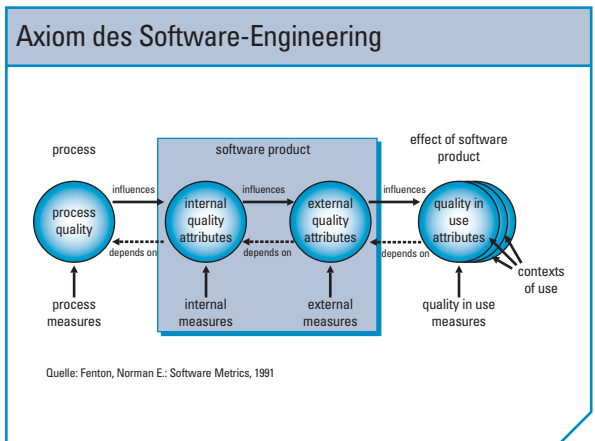 Axiom des Software-Engineering
process
software product
effect of software
product
influences
influences
influences
process
quality
internal
quality
attributes
external
quality
attributes
quality in
use
attributes
depends on
depends on
depends on
contexts
of use
process
measures
internal
measures
external
measures
quality in use
measures
Quelle: Fenton, Norman E.: Software Metrics, 1991